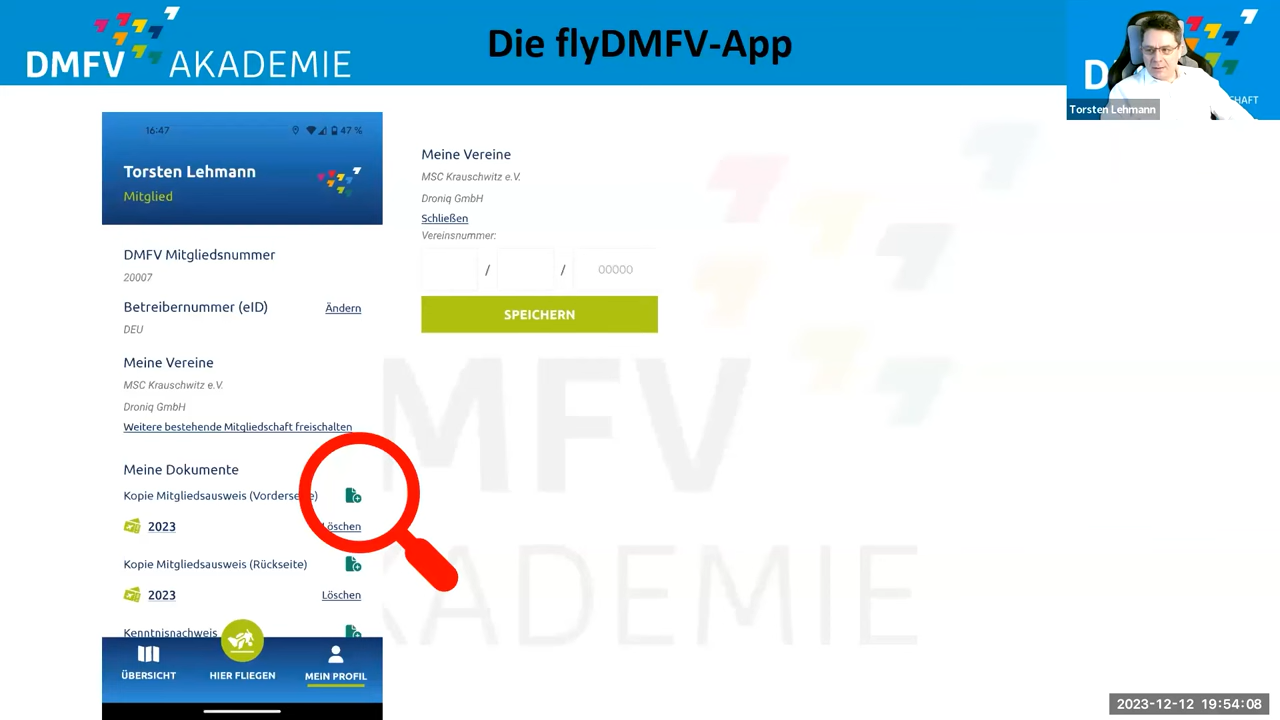 DMFV AKADEMIE
Die flyDMFV-App
Torsten Lehmann
16:47
47 %
Torsten Lehmann
Mitglied
DMFV Mitgliedsnummer
20007
Betreibernummer (eID)
Ändern
DEU
Meine Vereine
MSC Krauschwitz e.V.
Droniq GmbH
Weitere bestehende Mitgliedschaft freischalten
Meine Dokumente
Kopie Mitgliedsausweis (Vorderseite)
2023
Löschen
Kopie Mitgliedsausweis (Rückseite)
2023
Löschen
Kenntnisnachweis
ÜBERSICHT
HIER FLIEGEN
MEIN PROFIL
Meine Vereine
MSC Krauschwitz e.V.
Droniq GmbH
Schließen
Vereinsnummer:
/ / 00000
SPEICHERN
MFV
KADEMIE
2023-12-12 19:54:08